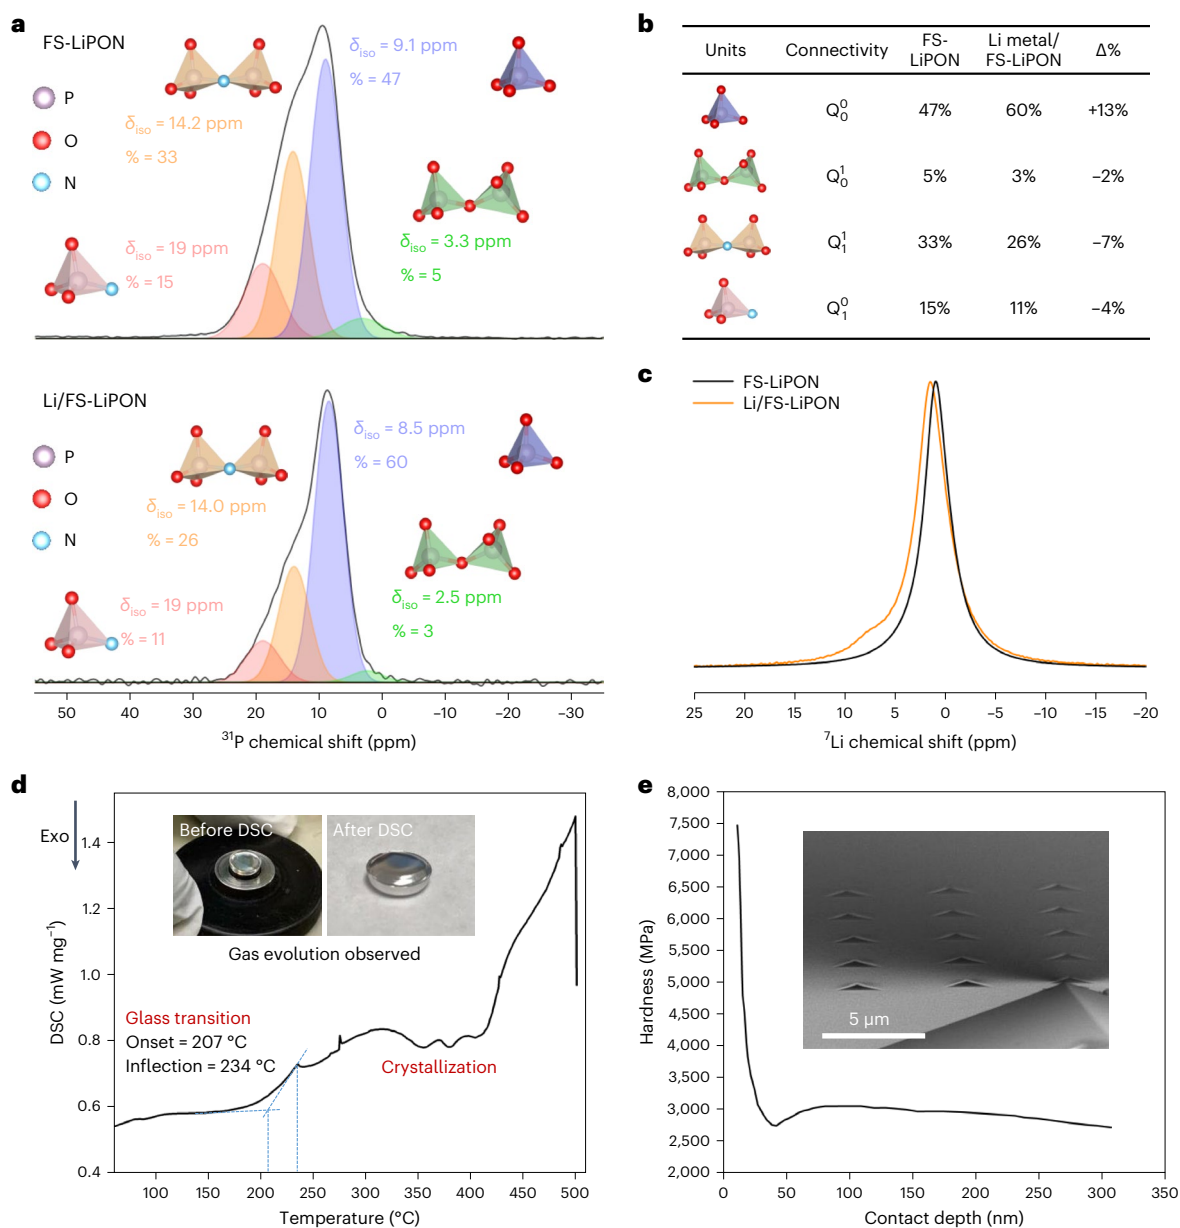 a
FS-LiPON
P
O
N
δiso = 14.2 ppm
% = 33
δiso = 9.1 ppm
% = 47
δiso = 19 ppm
% = 15
δiso = 3.3 ppm
% = 5
Li/FS-LiPON
P
O
N
δiso = 8.5 ppm
% = 60
δiso = 14.0 ppm
% = 26
δiso = 19 ppm
% = 11
δiso = 2.5 ppm
% = 3
50 40 30 20 10 0 –10 –20 –30
³¹P chemical shift (ppm)
b
Units Connectivity FS-LiPON Li metal/FS-LiPON Δ%
Q⁰₀ 47% 60% +13%
Q¹₀ 5% 3% –2%
Q¹₁ 33% 26% –7%
Q⁰₁ 15% 11% –4%
c
FS-LiPON
Li/FS-LiPON
25 20 15 10 5 0 –5 –10 –15 –20
⁷Li chemical shift (ppm)
d
Exo
Before DSC
After DSC
Gas evolution observed
Glass transition
Onset = 207 °C
Inflection = 234 °C
Crystallization
1.4
1.2
1.0
0.8
0.6
0.4
DSC (mW mg⁻¹)
100 150 200 250 300 350 400 450 500
Temperature (°C)
e
8,000
7,500
7,000
6,500
6,000
5,500
5,000
4,500
4,000
3,500
3,000
2,500
2,000
Hardness (MPa)
5 µm
0 50 100 150 200 250 300 350
Contact depth (nm)